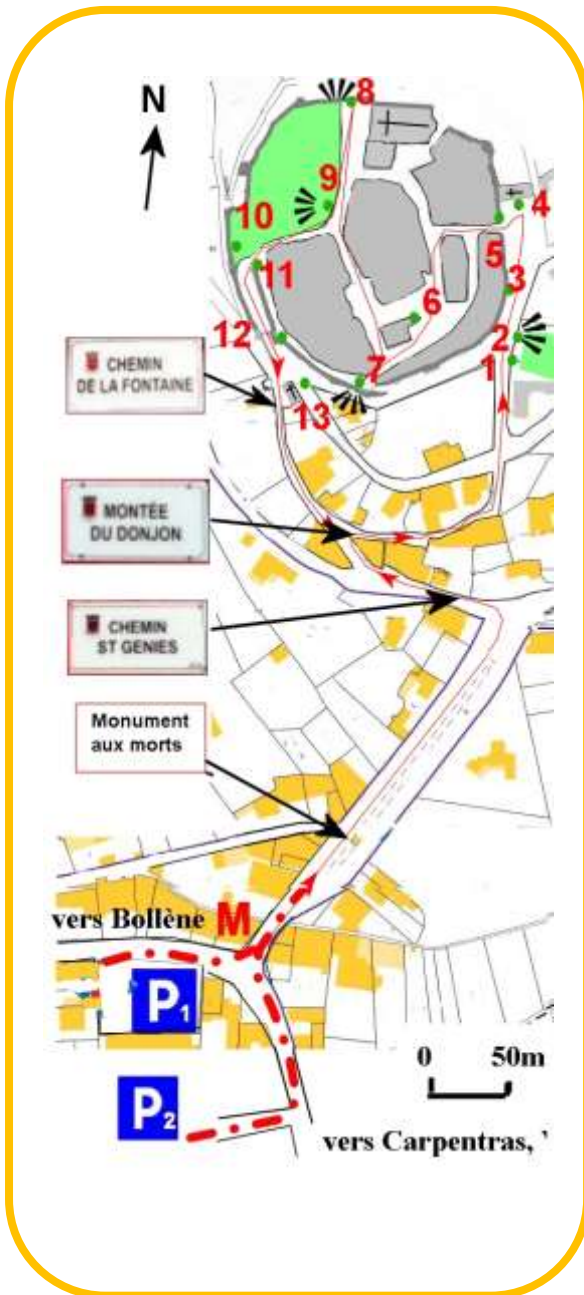 N
8
9
4
10
5
11
3
6
2
12
1
7
13
CHEMIN
DE LA FONTAINE
MONTÉE
DU DONJON
CHEMIN
ST GENIES
Monument
aux morts
vers Bollène M
P1
0 50m
P2
vers Carpentras,